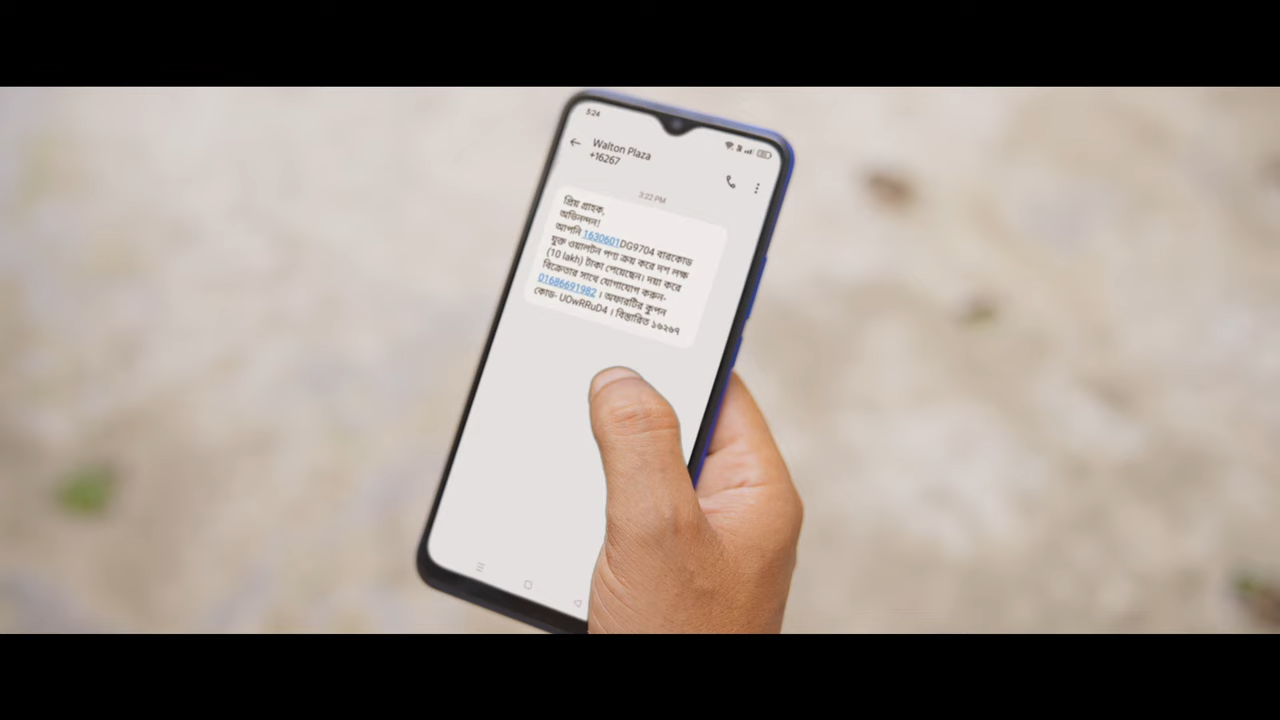 5:24
Walton Plaza
+16267
3:22 PM
প্রিয় গ্রাহক,
অভিনন্দন!
আপনি 1630601DG9704 বারকোড
যুক্ত ওয়ালটন পণ্য ক্রয় করে দশ লক্ষ
(10 lakh) টাকা পেয়েছেন। দয়া করে
বিক্রেতার সাথে যোগাযোগ করুন-
01686691982 । অফারটির কুপন
কোড- UOwRRuD4 । বিস্তারিত ১৬২৬৭